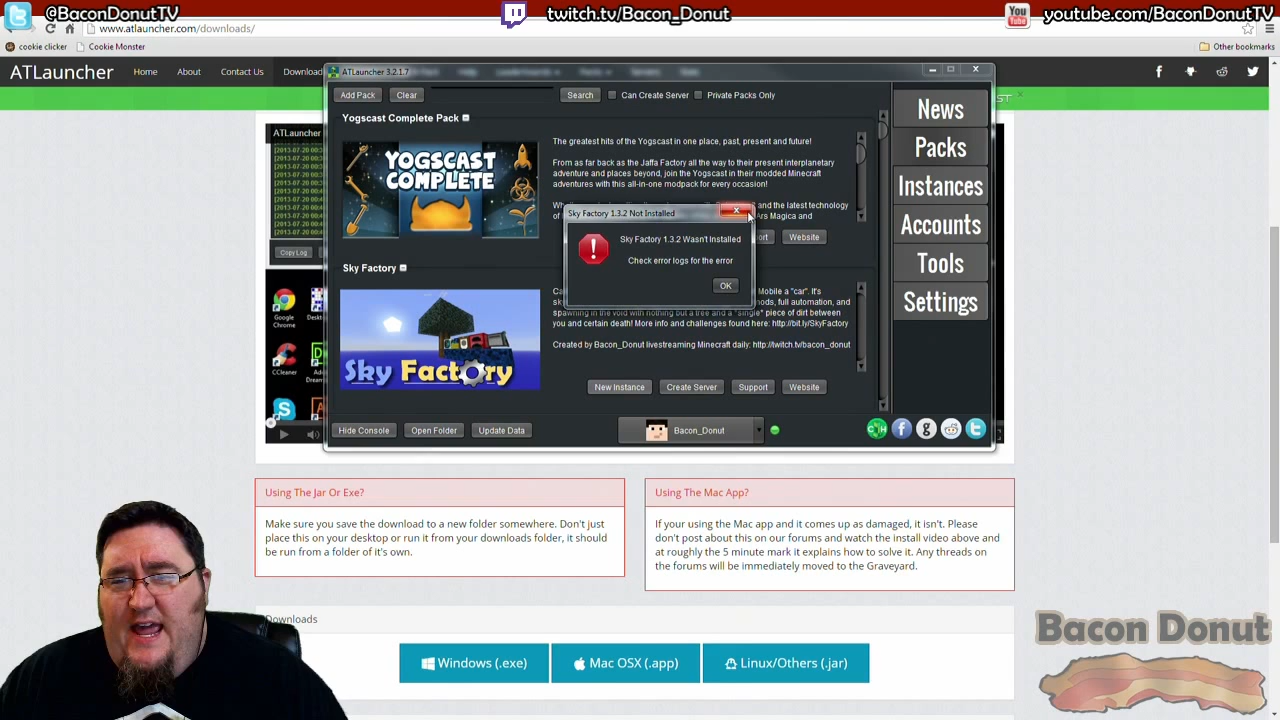 @BaconDonutTV
twitch.tv/Bacon_Donut
youtube.com/BaconDonutTV
www.atlauncher.com/downloads/
cookie clicker
Cookie Monster
Other bookmarks
ATLauncher
Home
About
Contact Us
Download
ATLauncher 3.2.1.7
Add Pack
Clear
Search
Can Create Server
Private Packs Only
News
Packs
Instances
Accounts
Tools
Settings
Yogscast Complete Pack
YOGSCAST
COMPLETE
The greatest hits of the Yogscast in one place, past, present and future!
From as far back as the Jaffa Factory all the way to their present interplanetary
adventure and places beyond, join the Yogscast in their modded Minecraft
adventures with this all-in-one modpack for every occasion!
and the latest technology
Ars Magica and
Website
Sky Factory 1.3.2 Not Installed
Sky Factory 1.3.2 Wasn't Installed
Check error logs for the error
OK
Sky Factory
Sky Factory
Mobile a "car". It's
full automation, and
spawning in the void with nothing but a tree and a *single* piece of dirt between
you and certain death! More info and challenges found here: http://bit.ly/SkyFactory
Created by Bacon_Donut livestreaming Minecraft daily: http://twitch.tv/bacon_donut
New Instance
Create Server
Support
Website
Hide Console
Open Folder
Update Data
Bacon_Donut
ATLauncher
Copy Log
Google
Chrome
CCleaner
Using The Jar Or Exe?
Make sure you save the download to a new folder somewhere. Don't just
place this on your desktop or run it from your downloads folder, it should
be run from a folder of it's own.
Using The Mac App?
If your using the Mac app and it comes up as damaged, it isn't. Please
don't post about this on our forums and watch the install video above and
at roughly the 5 minute mark it explains how to solve it. Any threads on
the forums will be immediately moved to the Graveyard.
Downloads
Windows (.exe)
Mac OSX (.app)
Linux/Others (.jar)
Bacon Donut